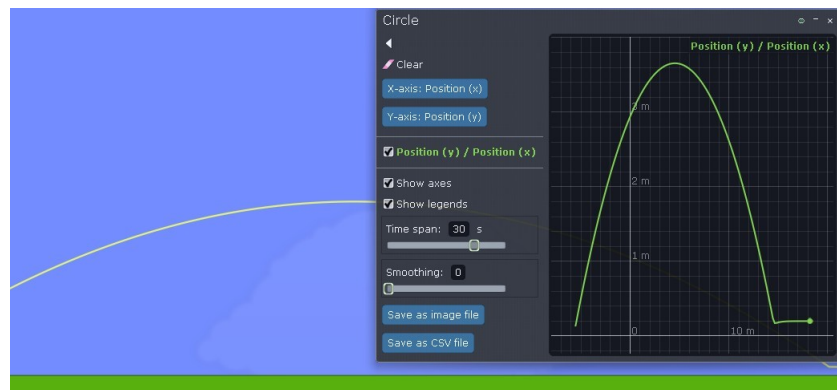 Circle
Clear
X-axis: Position (x)
Y-axis: Position (y)
Position (y) / Position (x)
Show axes
Show legends
Time span: 30 s
Smoothing: 0
Save as image file
Save as CSV file
Position (y) / Position (x)
3 m
2 m
1 m
0
10 m